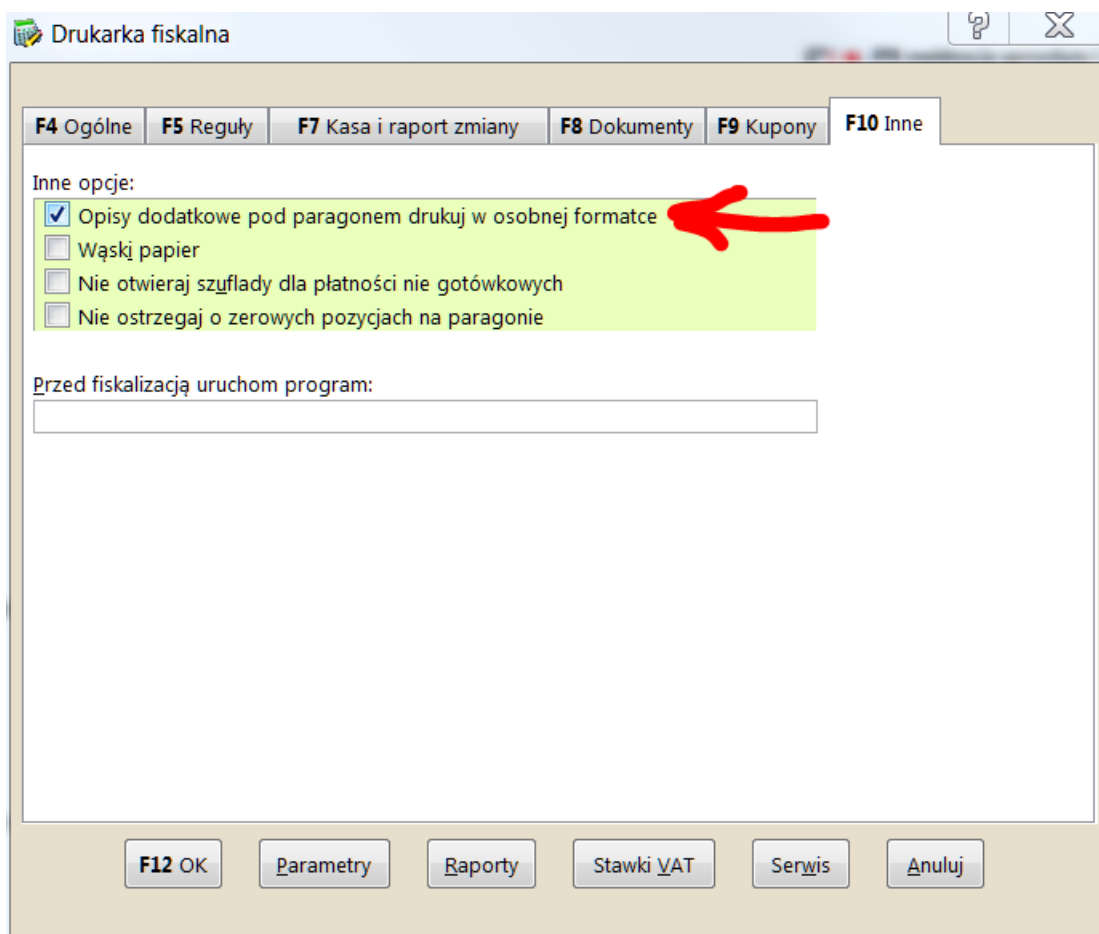 Drukarka fiskalna
F4 Ogólne F5 Reguły F7 Kasa i raport zmiany F8 Dokumenty F9 Kupony F10 Inne
Inne opcje:
Opisy dodatkowe pod paragonem drukuj w osobnej formatce
Wąski papier
Nie otwieraj szuflady dla płatności nie gotówkowych
Nie ostrzegaj o zerowych pozycjach na paragonie
Przed fiskalizacją uruchom program:
F12 OK Parametry Raporty Stawki VAT Serwis Anuluj